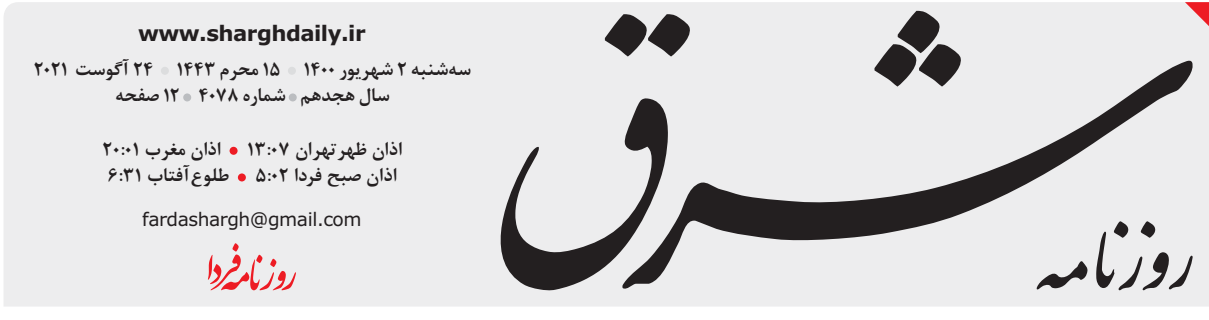 روزنامه
شرق
www.sharghdaily.ir
سه‌شنبه ۲ شهریور ۱۴۰۰ ● ۱۵ محرم ۱۴۴۳ ● ۲۴ آگوست ۲۰۲۱
سال هجدهم ● شماره ۴۰۷۸ ● ۱۲ صفحه
اذان ظهر تهران ۱۳:۰۷ ● اذان مغرب ۲۰:۰۱
اذان صبح فردا ۵:۰۲ ● طلوع آفتاب ۶:۳۱
fardashargh@gmail.com
روزنامه فردا